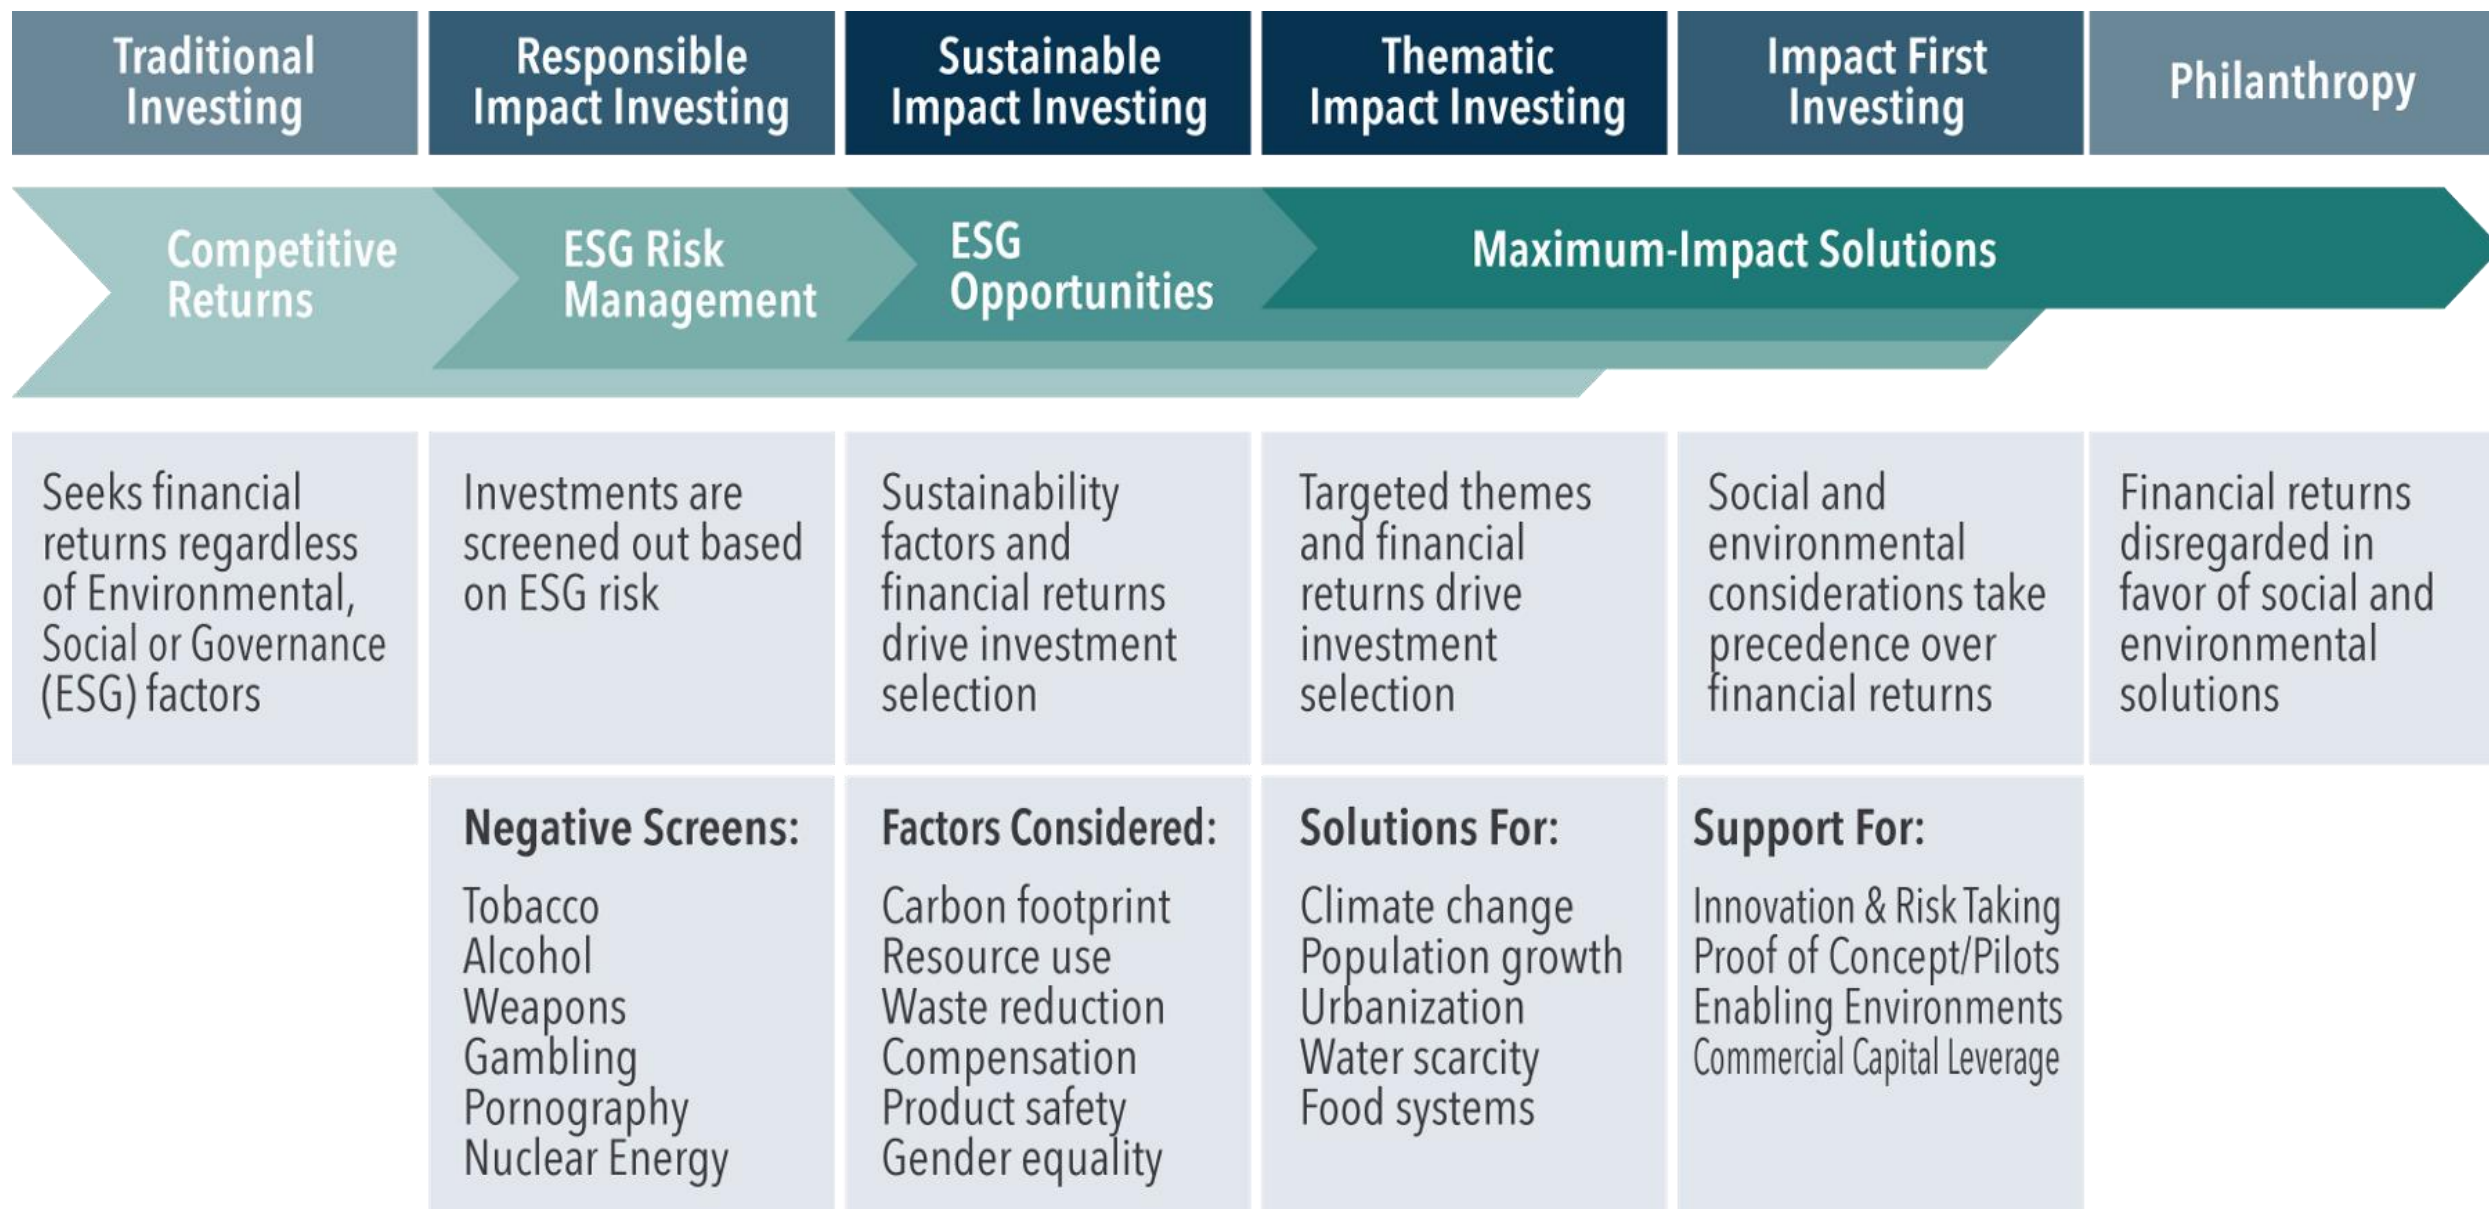 Traditional
Investing
Responsible
Impact Investing
Sustainable
Impact Investing
Thematic
Impact Investing
Impact First
Investing
Philanthropy
Competitive
Returns
ESG Risk
Management
ESG
Opportunities
Maximum-Impact Solutions
Seeks financial
returns regardless
of Environmental,
Social or Governance
(ESG) factors
Investments are
screened out based
on ESG risk
Sustainability
factors and
financial returns
drive investment
selection
Targeted themes
and financial
returns drive
investment
selection
Social and
environmental
considerations take
precedence over
financial returns
Financial returns
disregarded in
favor of social and
environmental
solutions
Negative Screens:
Tobacco
Alcohol
Weapons
Gambling
Pornography
Nuclear Energy
Factors Considered:
Carbon footprint
Resource use
Waste reduction
Compensation
Product safety
Gender equality
Solutions For:
Climate change
Population growth
Urbanization
Water scarcity
Food systems
Support For:
Innovation & Risk Taking
Proof of Concept/Pilots
Enabling Environments
Commercial Capital Leverage